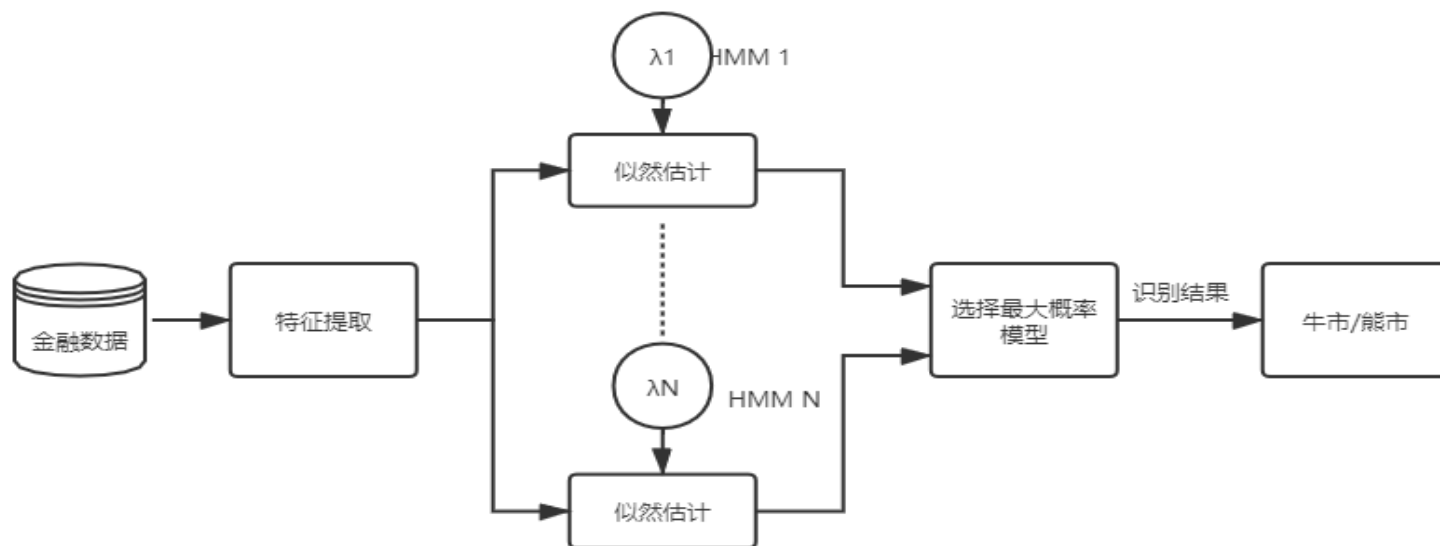 λ1
HMM 1
似然估计
金融数据
特征提取
λN
HMM N
似然估计
选择最大概率
模型
识别结果
牛市/熊市